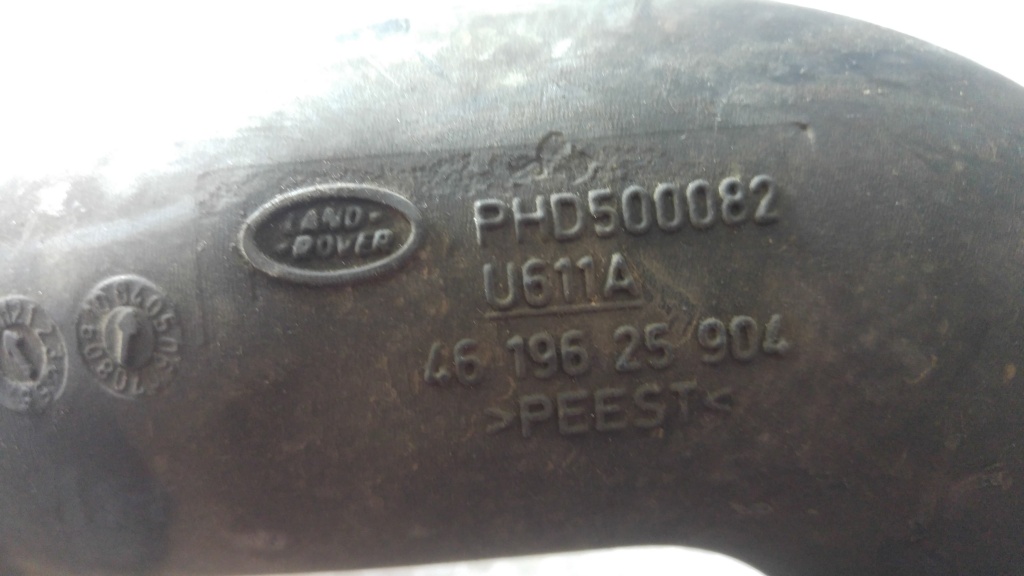 LAND-
-ROVER
PHD500082
U611A
46 196 25 904
>PEEST<